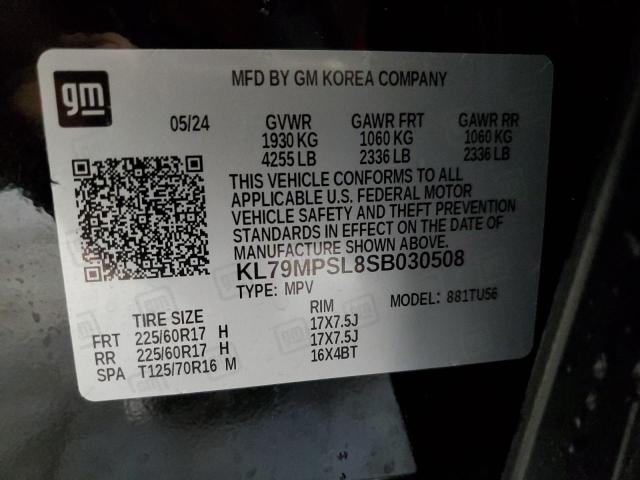 gm
MFD BY GM KOREA COMPANY
05/24 GVWR GAWR FRT GAWR RR
1930 KG 1060 KG 1060 KG
4255 LB 2336 LB 2336 LB
THIS VEHICLE CONFORMS TO ALL
APPLICABLE U.S. FEDERAL MOTOR
VEHICLE SAFETY AND THEFT PREVENTION
STANDARDS IN EFFECT ON THE DATE OF
MANUFACTURE SHOWN ABOVE.
KL79MPSL8SB030508
TYPE: MPV MODEL: 881TU56
TIRE SIZE RIM
FRT 225/60R17 H 17X7.5J
RR 225/60R17 H 17X7.5J
SPA T125/70R16 M 16X4BT